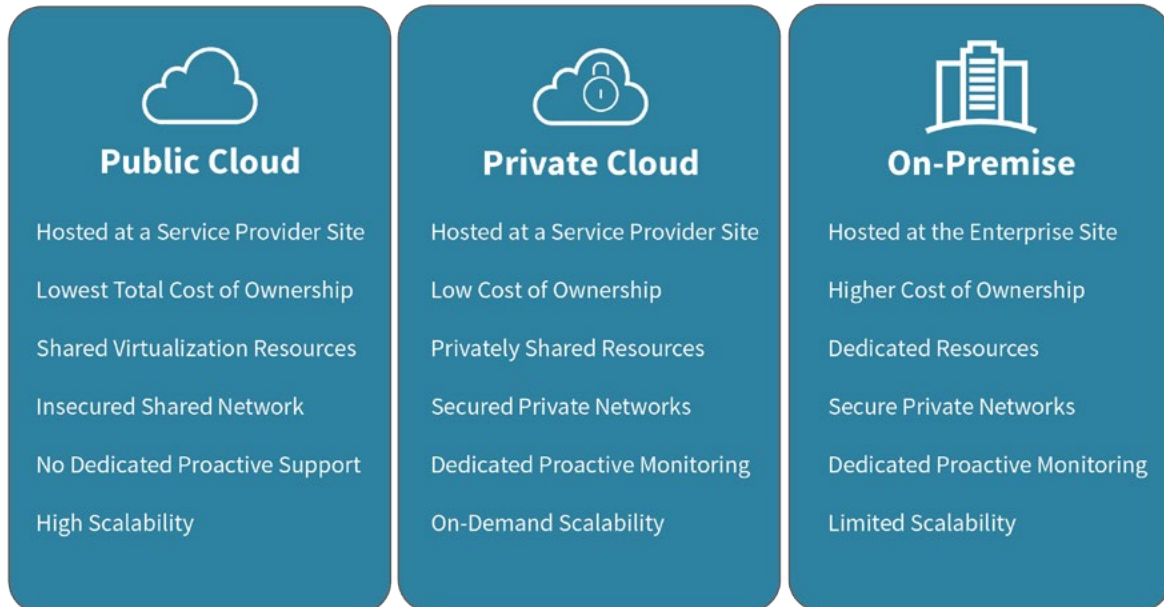 Public Cloud
Hosted at a Service Provider Site
Lowest Total Cost of Ownership
Shared Virtualization Resources
Insecured Shared Network
No Dedicated Proactive Support
High Scalability
Private Cloud
Hosted at a Service Provider Site
Low Cost of Ownership
Privately Shared Resources
Secured Private Networks
Dedicated Proactive Monitoring
On-Demand Scalability
On-Premise
Hosted at the Enterprise Site
Higher Cost of Ownership
Dedicated Resources
Secure Private Networks
Dedicated Proactive Monitoring
Limited Scalability